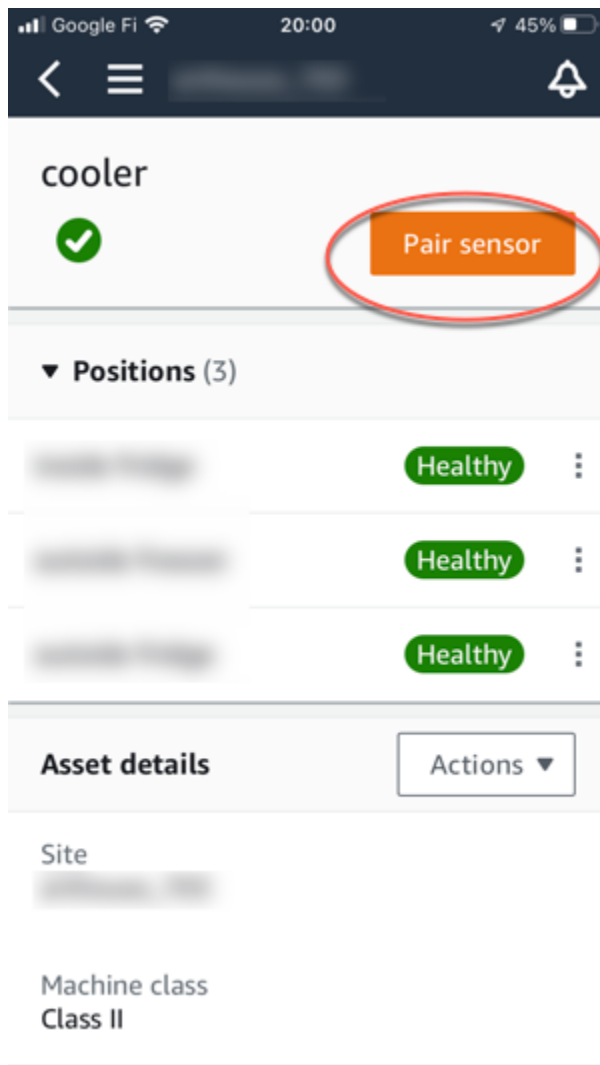 Google Fi 20:00 45%
cooler
Pair sensor
Positions (3)
Healthy
Healthy
Healthy
Asset details Actions
Site
Machine class
Class II